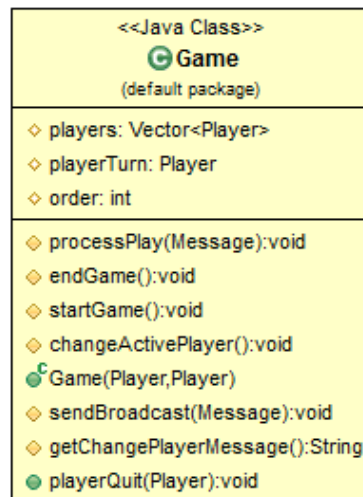 <<Java Class>>
C Game
(default package)
players: Vector<Player>
playerTurn: Player
order: int
processPlay(Message):void
endGame():void
startGame():void
changeActivePlayer():void
C Game(Player,Player)
sendBroadcast(Message):void
getChangePlayerMessage():String
playerQuit(Player):void